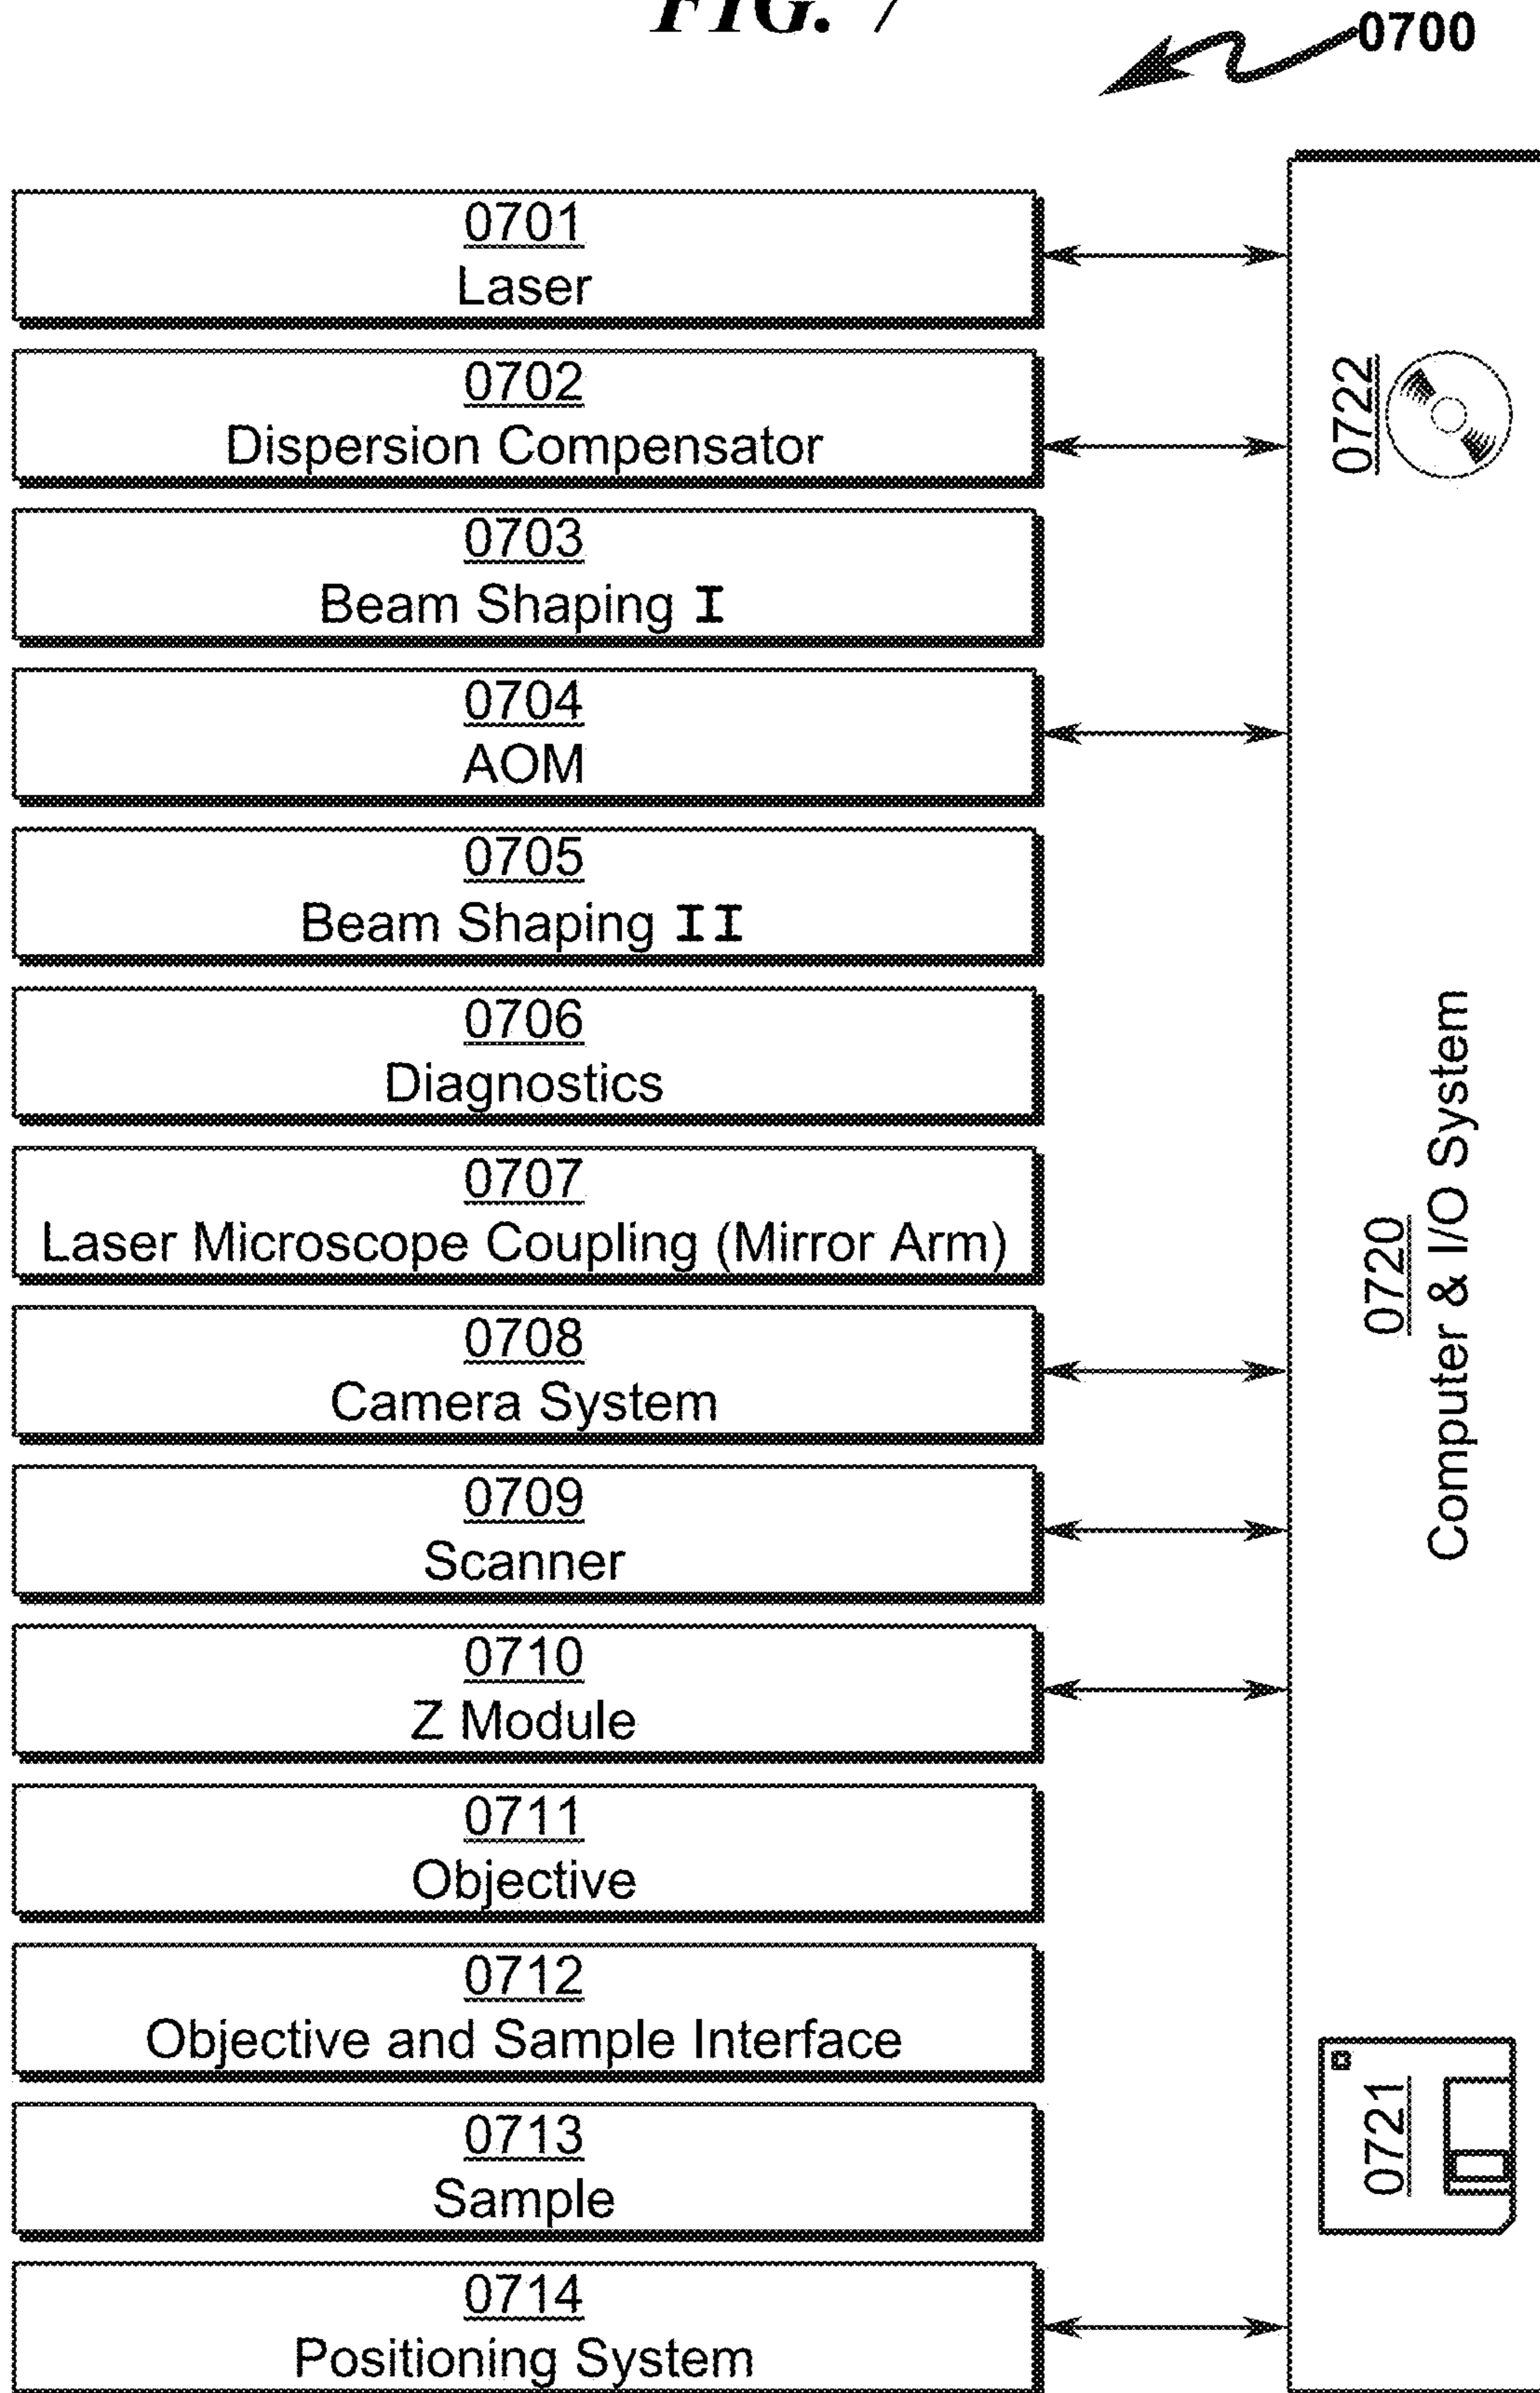 FIG. 7
0700
0701
Laser
0702
Dispersion Compensator
0703
Beam Shaping I
0704
AOM
0705
Beam Shaping II
0706
Diagnostics
0707
Laser Microscope Coupling (Mirror Arm)
0708
Camera System
0709
Scanner
0710
Z Module
0711
Objective
0712
Objective and Sample Interface
0713
Sample
0714
Positioning System
0722
0720
Computer & I/O System
0721